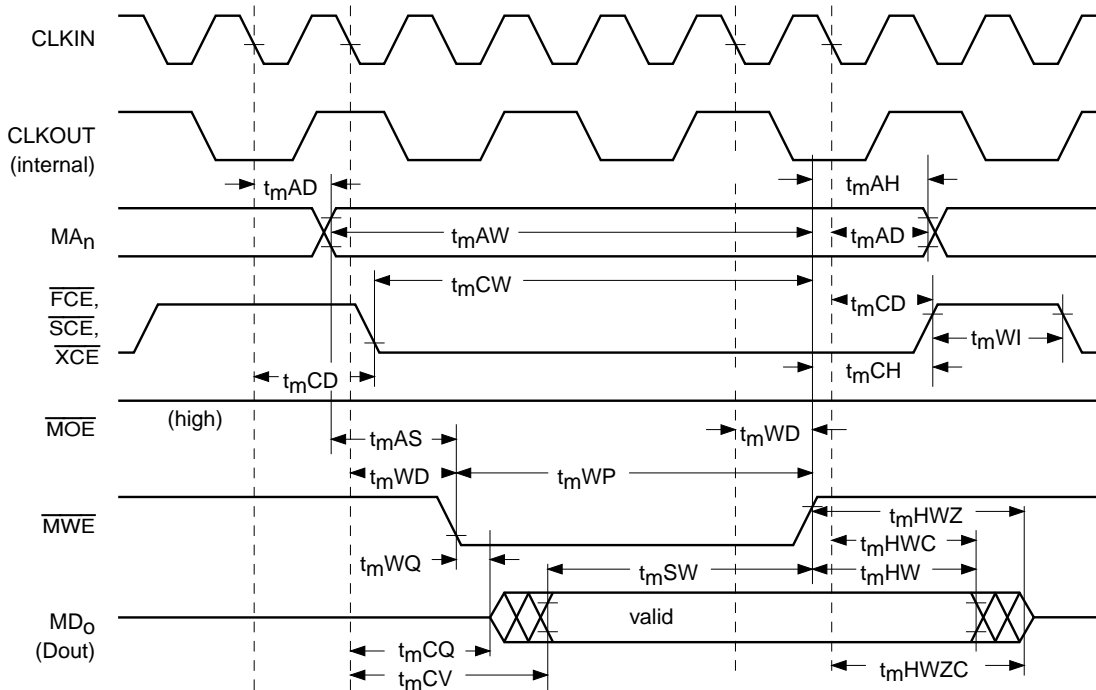 CLKIN
CLKOUT
(internal)
tmAD
tmAH
MAn
tmAW
tmAD
tmCW
FCE,
SCE,
XCE
tmCD
tmWI
tmCH
tmCD
(high)
MOE
tmAS
tmWD
tmWD
tmWP
MWE
tmHWZ
tmHWC
tmWQ
tmSW
tmHW
valid
MDo
(Dout)
tmCQ
tmHWZC
tmCV